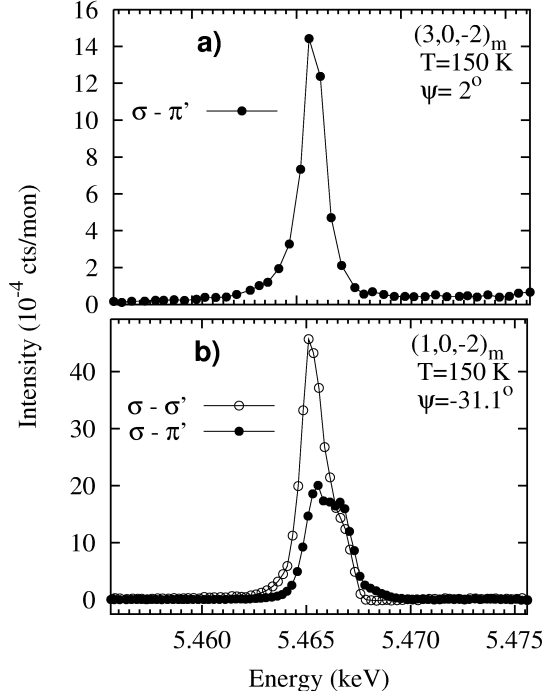 16
14
12
10
8
6
4
2
0
a)
(3,0,-2)m
T=150 K
ψ= 2°
σ - π’
Intensity (10⁻⁴ cts/mon)
40
30
20
10
0
b)
(1,0,-2)m
T=150 K
ψ=-31.1°
σ - σ’
σ - π’
5.460 5.465 5.470 5.475
Energy (keV)